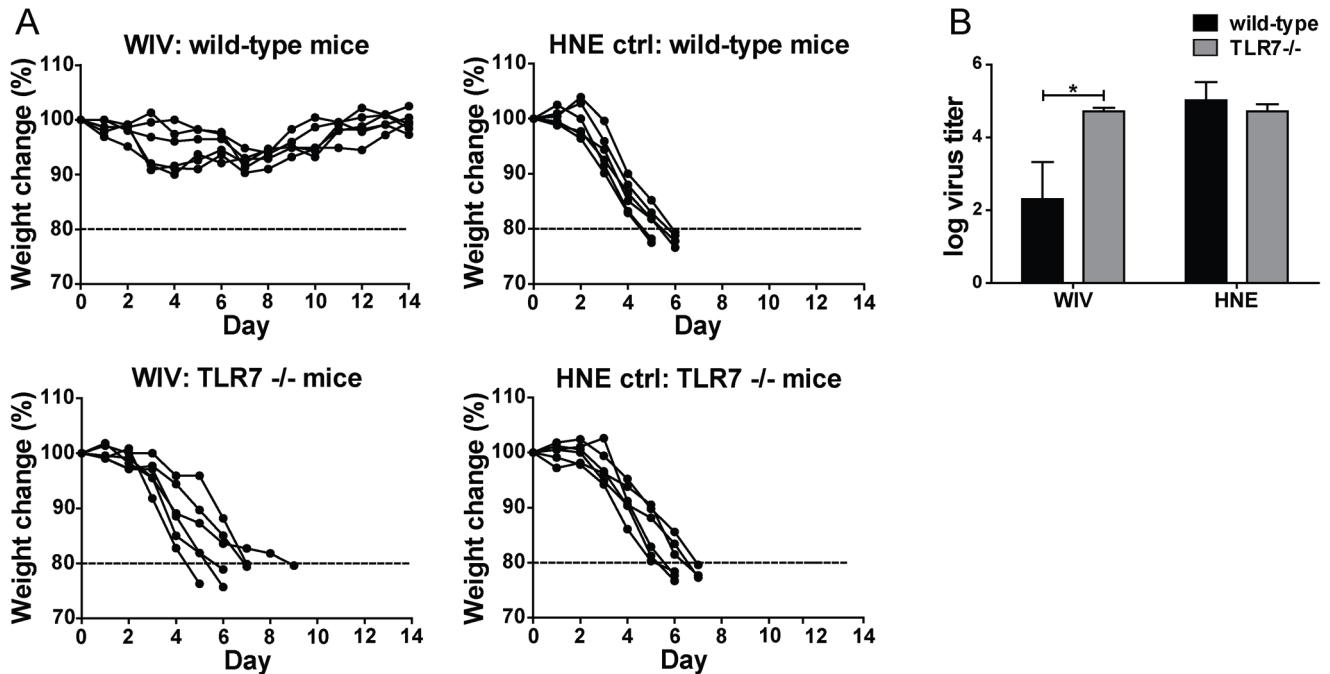 A
WIV: wild-type mice
Weight change (%)
110
100
90
80
70
0 2 4 6 8 10 12 14
Day
HNE ctrl: wild-type mice
Weight change (%)
110
100
90
80
70
0 2 4 6 8 10 12 14
Day
B
wild-type
TLR7-/-
log virus titer
6
4
2
0
*
WIV HNE
WIV: TLR7 -/- mice
Weight change (%)
110
100
90
80
70
0 2 4 6 8 10 12 14
Day
HNE ctrl: TLR7 -/- mice
Weight change (%)
110
100
90
80
70
0 2 4 6 8 10 12 14
Day